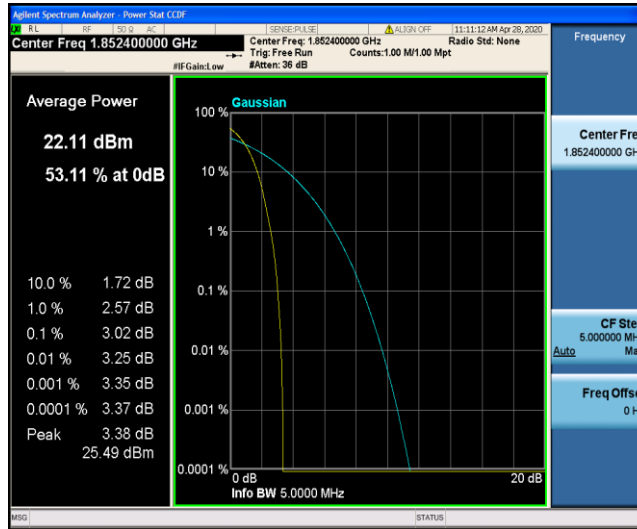 Agilent Spectrum Analyzer - Power Stat CCDF
RL RF 50 Ω AC SENSE:PULSE ALIGN OFF 11:11:12 AM Apr 28, 2020
Center Freq 1.852400000 GHz
Center Freq: 1.852400000 GHz Radio Std: None
Trig: Free Run Counts:1.00 M/1.00 Mpt
#IFGain:Low #Atten: 36 dB
Frequency
Average Power
22.11 dBm
53.11 % at 0dB
10.0 % 1.72 dB
1.0 % 2.57 dB
0.1 % 3.02 dB
0.01 % 3.25 dB
0.001 % 3.35 dB
0.0001 % 3.37 dB
Peak 3.38 dB
25.49 dBm
Gaussian
100 %
10 %
1 %
0.1 %
0.01 %
0.001 %
0.0001 %
0 dB 20 dB
Info BW 5.0000 MHz
Center Fre
1.852400000 GH
CF Ste
5.000000 MH
Auto Ma
Freq Offse
0 H
MSG STATUS